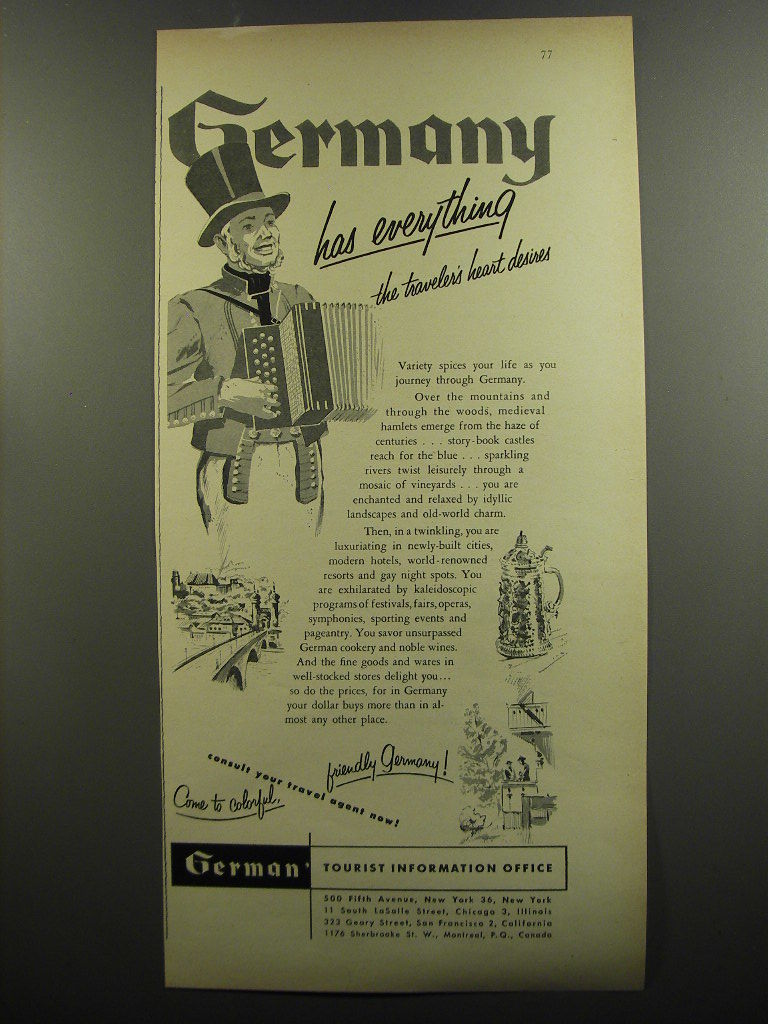 77
Germany
has everything
the traveler's heart desires
Variety spices your life as you
journey through Germany.
Over the mountains and
through the woods, medieval
hamlets emerge from the haze of
centuries . . . story-book castles
reach for the blue . . . sparkling
rivers twist leisurely through a
mosaic of vineyards . . . you are
enchanted and relaxed by idyllic
landscapes and old-world charm.
Then, in a twinkling, you are
luxuriating in newly-built cities,
modern hotels, world-renowned
resorts and gay night spots. You
are exhilarated by kaleidoscopic
programs of festivals, fairs, operas,
symphonies, sporting events and
pageantry. You savor unsurpassed
German cookery and noble wines.
And the fine goods and wares in
well-stocked stores delight you...
so do the prices, for in Germany
your dollar buys more than in al-
most any other place.
Come to colorful,
friendly Germany!
consult your travel agent now!
German
TOURIST INFORMATION OFFICE
500 Fifth Avenue, New York 36, New York
11 South LaSalle Street, Chicago 3, Illinois
323 Geary Street, San Francisco 2, California
1176 Sherbrooke St. W., Montreal, P.Q., Canada